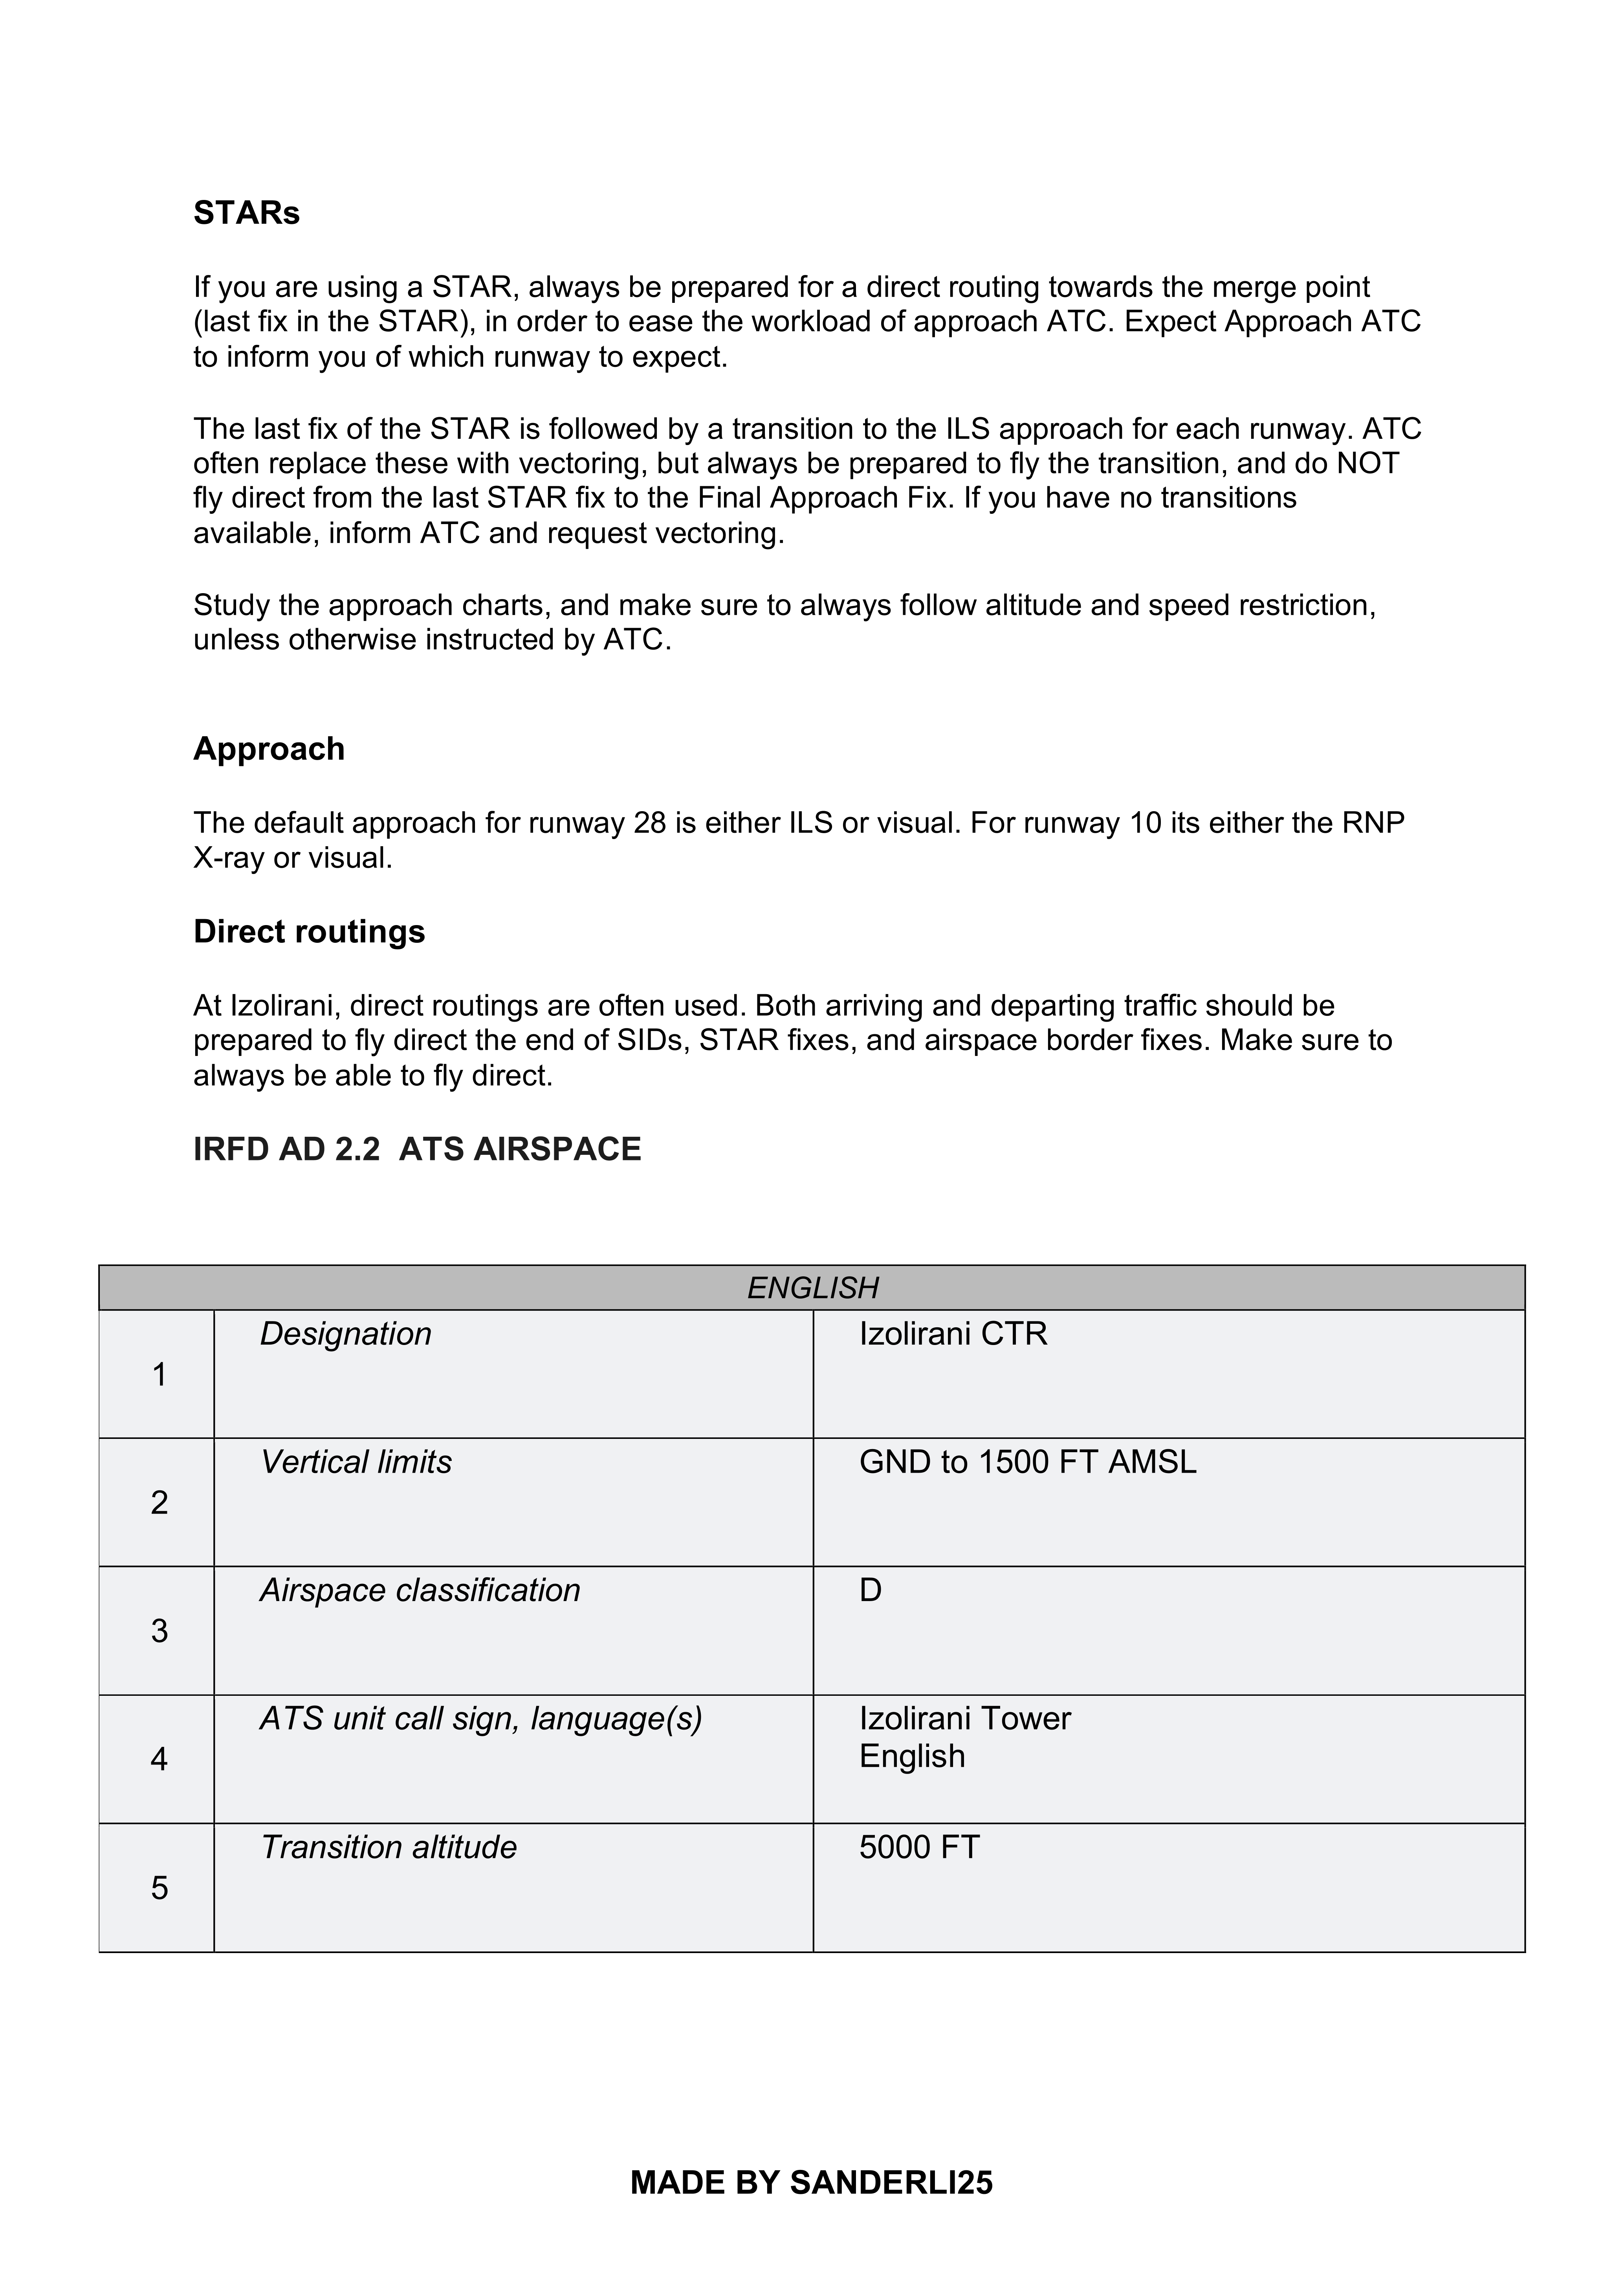 STARs
If you are using a STAR, always be prepared for a direct routing towards the merge point
(last fix in the STAR), in order to ease the workload of approach ATC. Expect Approach ATC
to inform you of which runway to expect.
The last fix of the STAR is followed by a transition to the ILS approach for each runway. ATC
often replace these with vectoring, but always be prepared to fly the transition, and do NOT
fly direct from the last STAR fix to the Final Approach Fix. If you have no transitions
available, inform ATC and request vectoring.
Study the approach charts, and make sure to always follow altitude and speed restriction,
unless otherwise instructed by ATC.
Approach
The default approach for runway 28 is either ILS or visual. For runway 10 its either the RNP
X-ray or visual.
Direct routings
At Izolirani, direct routings are often used. Both arriving and departing traffic should be
prepared to fly direct the end of SIDs, STAR fixes, and airspace border fixes. Make sure to
always be able to fly direct.
IRFD AD 2.2 ATS AIRSPACE
ENGLISH
1 Designation Izolirani CTR
2 Vertical limits GND to 1500 FT AMSL
3 Airspace classification D
4 ATS unit call sign, language(s) Izolirani Tower
English
5 Transition altitude 5000 FT
MADE BY SANDERLI25